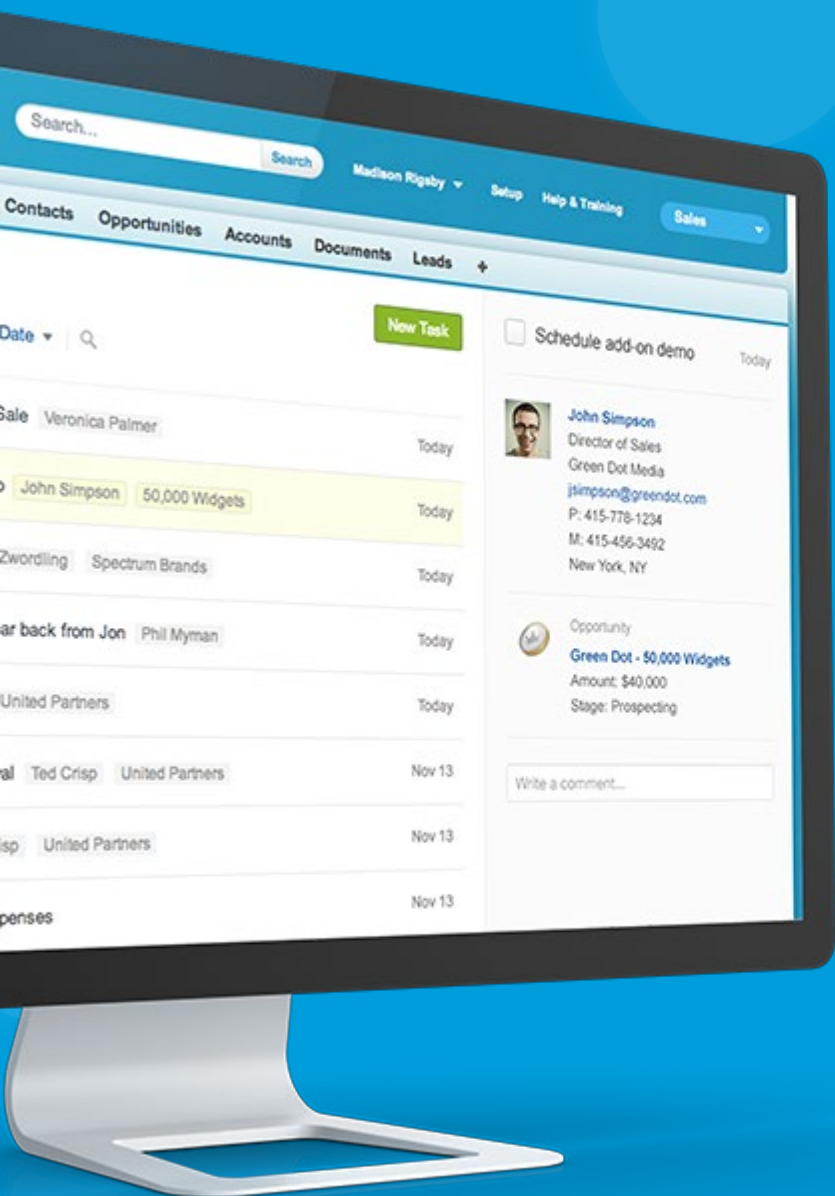 Search...
Search
Madison Rigsby
Setup
Help & Training
Sales
Contacts
Opportunities
Accounts
Documents
Leads
+
Date
New Task
Sale Veronica Palmer
Today
John Simpson 50,000 Widgets
Today
Zwordling Spectrum Brands
Today
back from Jon Phil Myman
Today
United Partners
Today
Ted Crisp United Partners
Nov 13
United Partners
Nov 13
Nov 13
Schedule add-on demo
Today
John Simpson
Director of Sales
Green Dot Media
jsimpson@greendot.com
P: 415-778-1234
M: 415-456-3492
New York, NY
Opportunity
Green Dot - 50,000 Widgets
Amount: $40,000
Stage: Prospecting
Write a comment...